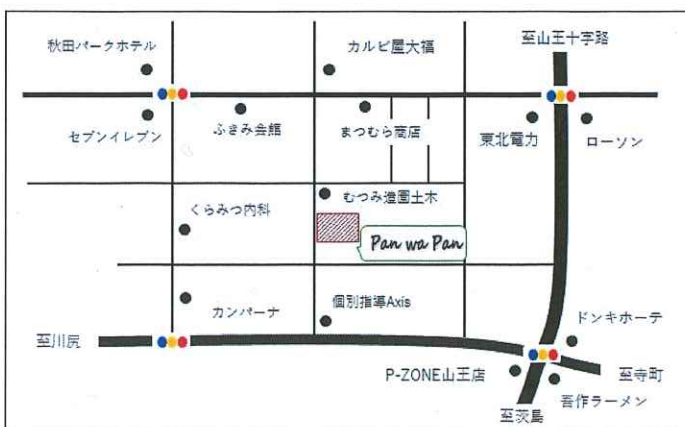 秋田パークホテル
カルビ屋大福
至山王十字路
セブンイレブン
ふきみ会館
まつむら商店
東北電力
ローソン
むつみ造園土木
くらみつ内科
Pan wa Pan
カンパーナ
個別指導Axis
ドンキホーテ
至川尻
P-ZONE山王店
至寺町
吾作ラーメン
至茨島